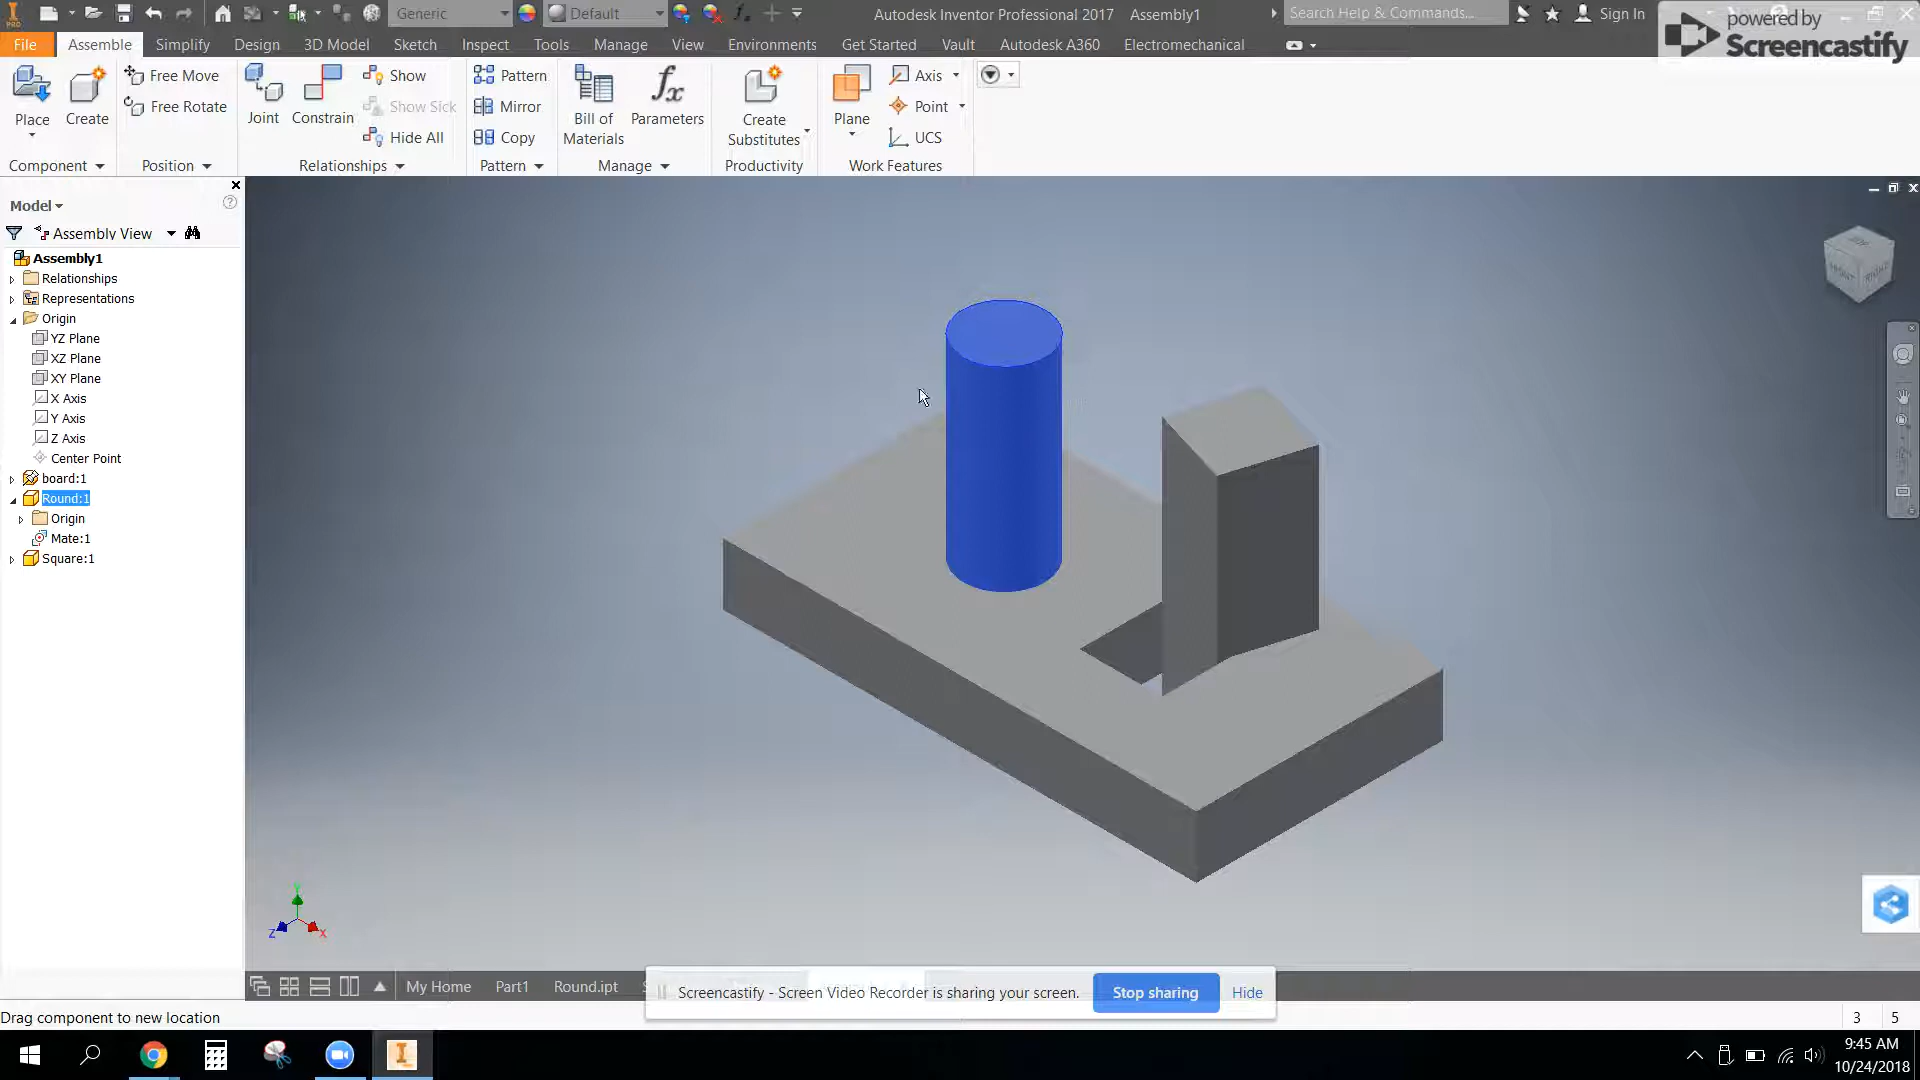 Generic
Default
Autodesk Inventor Professional 2017 Assembly1
Search Help & Commands...
Sign In
powered by
Screencastify
PRO
File Assemble Simplify Design 3D Model Sketch Inspect Tools Manage View Environments Get Started Vault Autodesk A360 Electromechanical
Place
Create
Free Move
Free Rotate
Joint
Constrain
Show
Show Sick
Hide All
Pattern
Mirror
Copy
Bill of
Materials
Parameters
Create
Substitutes
Plane
Axis
Point
UCS
Component Position Relationships Pattern Manage Productivity Work Features
Model
Assembly View
Assembly1
Relationships
Representations
Origin
YZ Plane
XZ Plane
XY Plane
X Axis
Y Axis
Z Axis
Center Point
board:1
Round:1
Origin
Mate:1
Square:1
Y
Z
X
My Home Part1 Round.ipt
Screencastify - Screen Video Recorder is sharing your screen. Stop sharing Hide
Drag component to new location
3 5
9:45 AM
10/24/2018